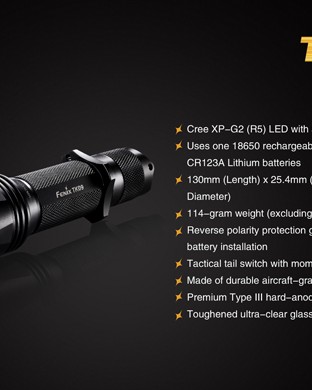 T
Cree XP-G2 (R5) LED with
Uses one 18650 rechargeab
CR123A Lithium batteries
130mm (Length) x 25.4mm (
Diameter)
114-gram weight (excluding
Reverse polarity protection g
battery installation
Tactical tail switch with mom
Made of durable aircraft-gra
Premium Type III hard-anod
Toughened ultra-clear glass
FENIX TK09